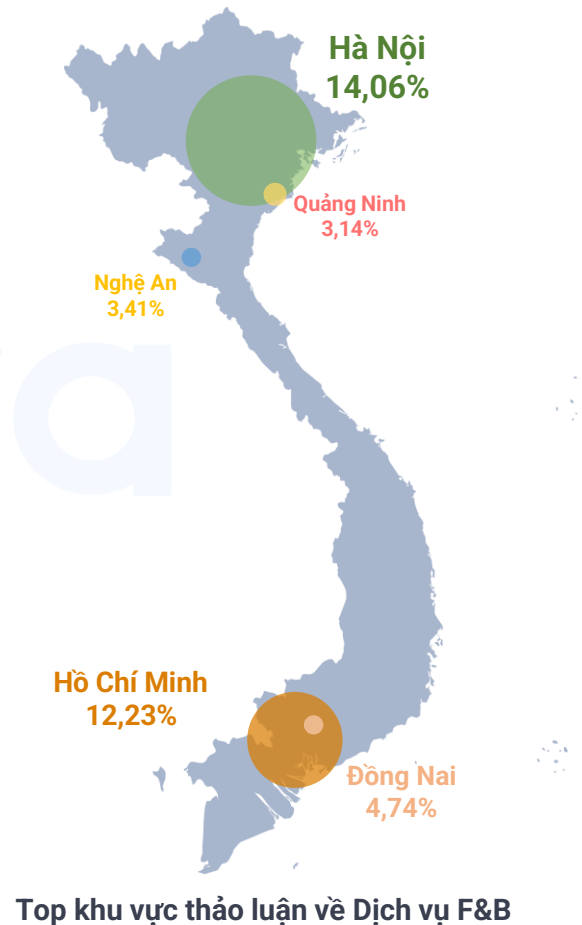 Hà Nội
14,06%
Quảng Ninh
3,14%
Nghệ An
3,41%
Hồ Chí Minh
12,23%
Đồng Nai
4,74%
Top khu vực thảo luận về Dịch vụ F&B